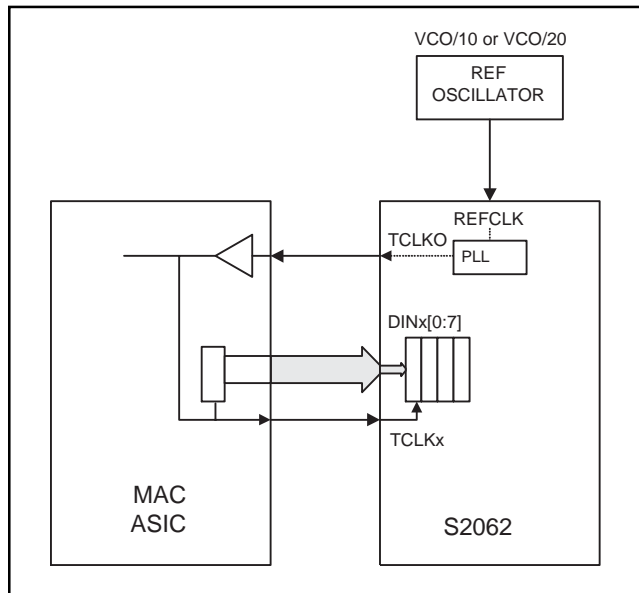 VCO/10 or VCO/20
REF
OSCILLATOR
REFCLK
TCLKO
PLL
DINx[0:7]
TCLKx
MAC
ASIC
S2062